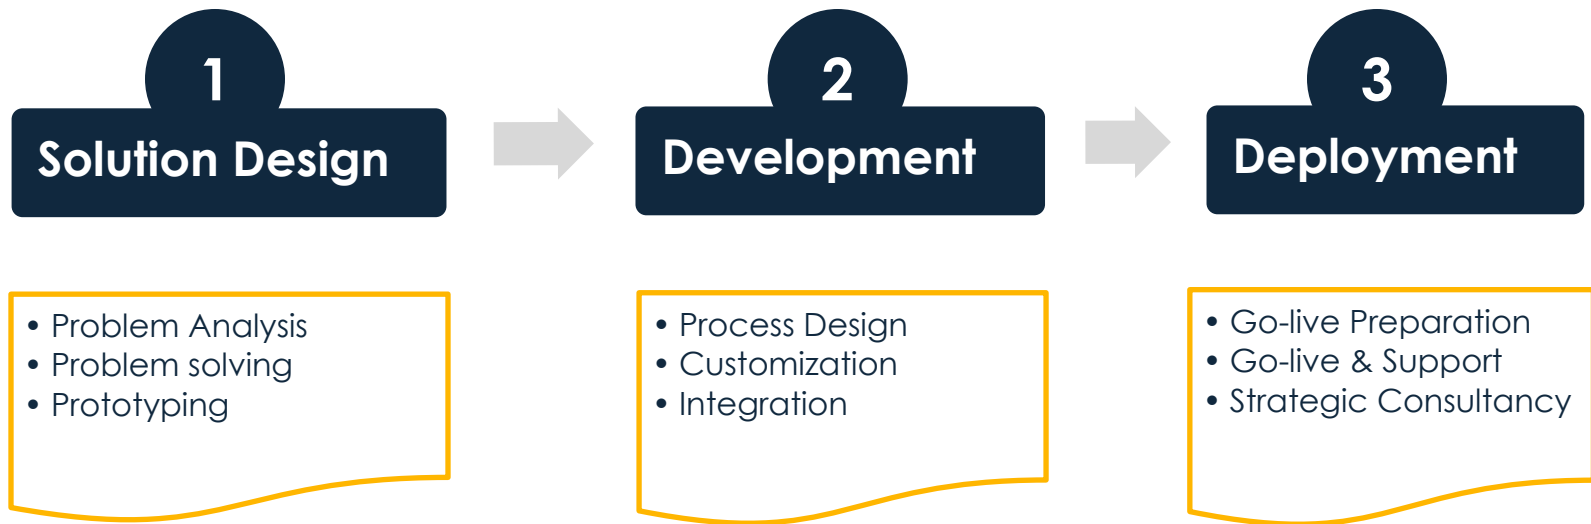 1
Solution Design
• Problem Analysis
• Problem solving
• Prototyping
2
Development
• Process Design
• Customization
• Integration
3
Deployment
• Go-live Preparation
• Go-live & Support
• Strategic Consultancy